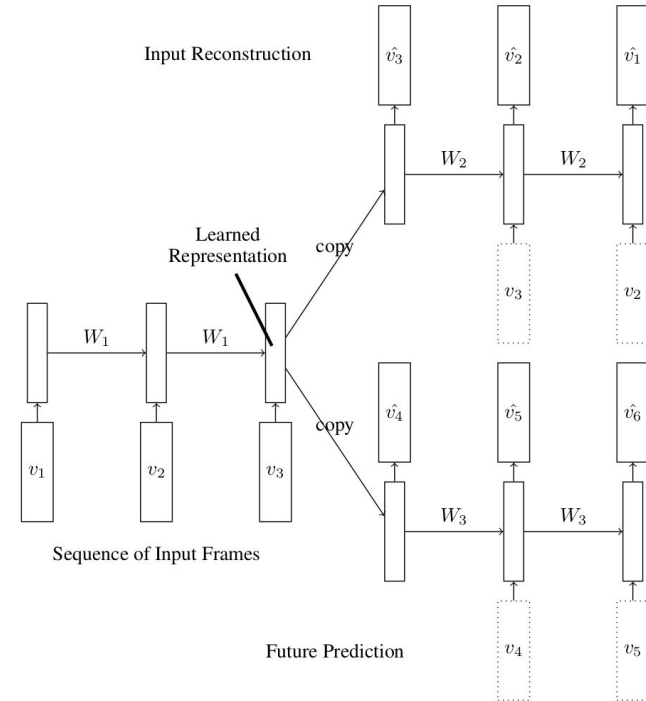 Input Reconstruction
v̂₃ v̂₂ v̂₁
W₂ W₂
v₃ v₂
Learned
Representation
copy
W₁ W₁
v₁ v₂ v₃
Sequence of Input Frames
copy
v̂₄ v̂₅ v̂₆
W₃ W₃
v₄ v₅
Future Prediction